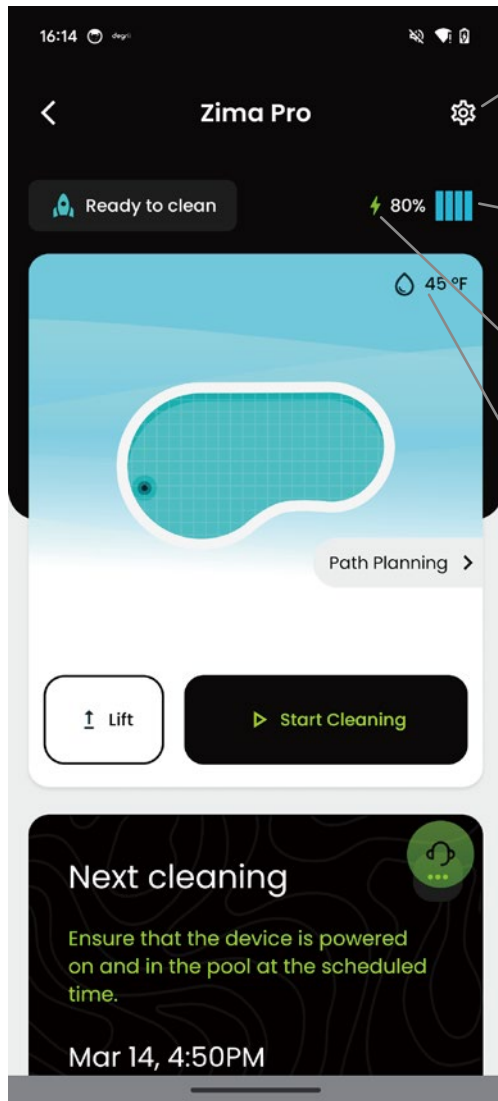 16:14 degrii
Zima Pro
Ready to clean
80%
45 °F
Path Planning
Lift
Start Cleaning
Next cleaning
Ensure that the device is powered
on and in the pool at the scheduled
time.
Mar 14, 4:50PM